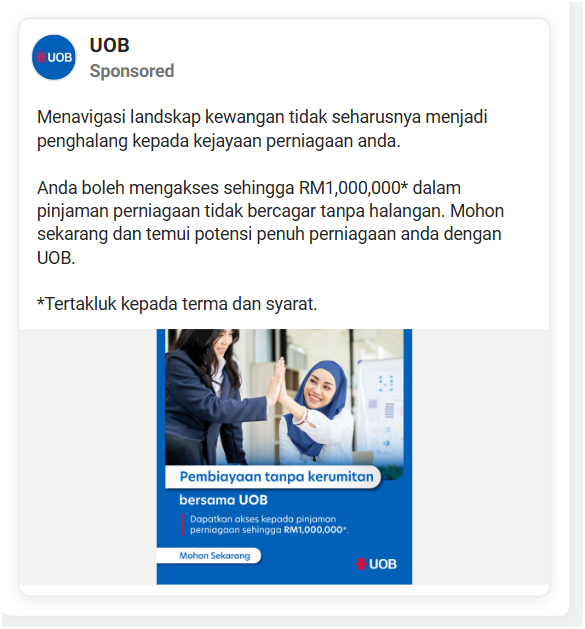 UOB
UOB
Sponsored
Menavigasi landskap kewangan tidak seharusnya menjadi
penghalang kepada kejayaan perniagaan anda.
Anda boleh mengakses sehingga RM1,000,000* dalam
pinjaman perniagaan tidak bercagar tanpa halangan. Mohon
sekarang dan temui potensi penuh perniagaan anda dengan
UOB.
*Tertakluk kepada terma dan syarat.
Pembiayaan tanpa kerumitan
bersama UOB
Dapatkan akses kepada pinjaman
perniagaan sehingga RM1,000,000*.
Mohon Sekarang
UOB